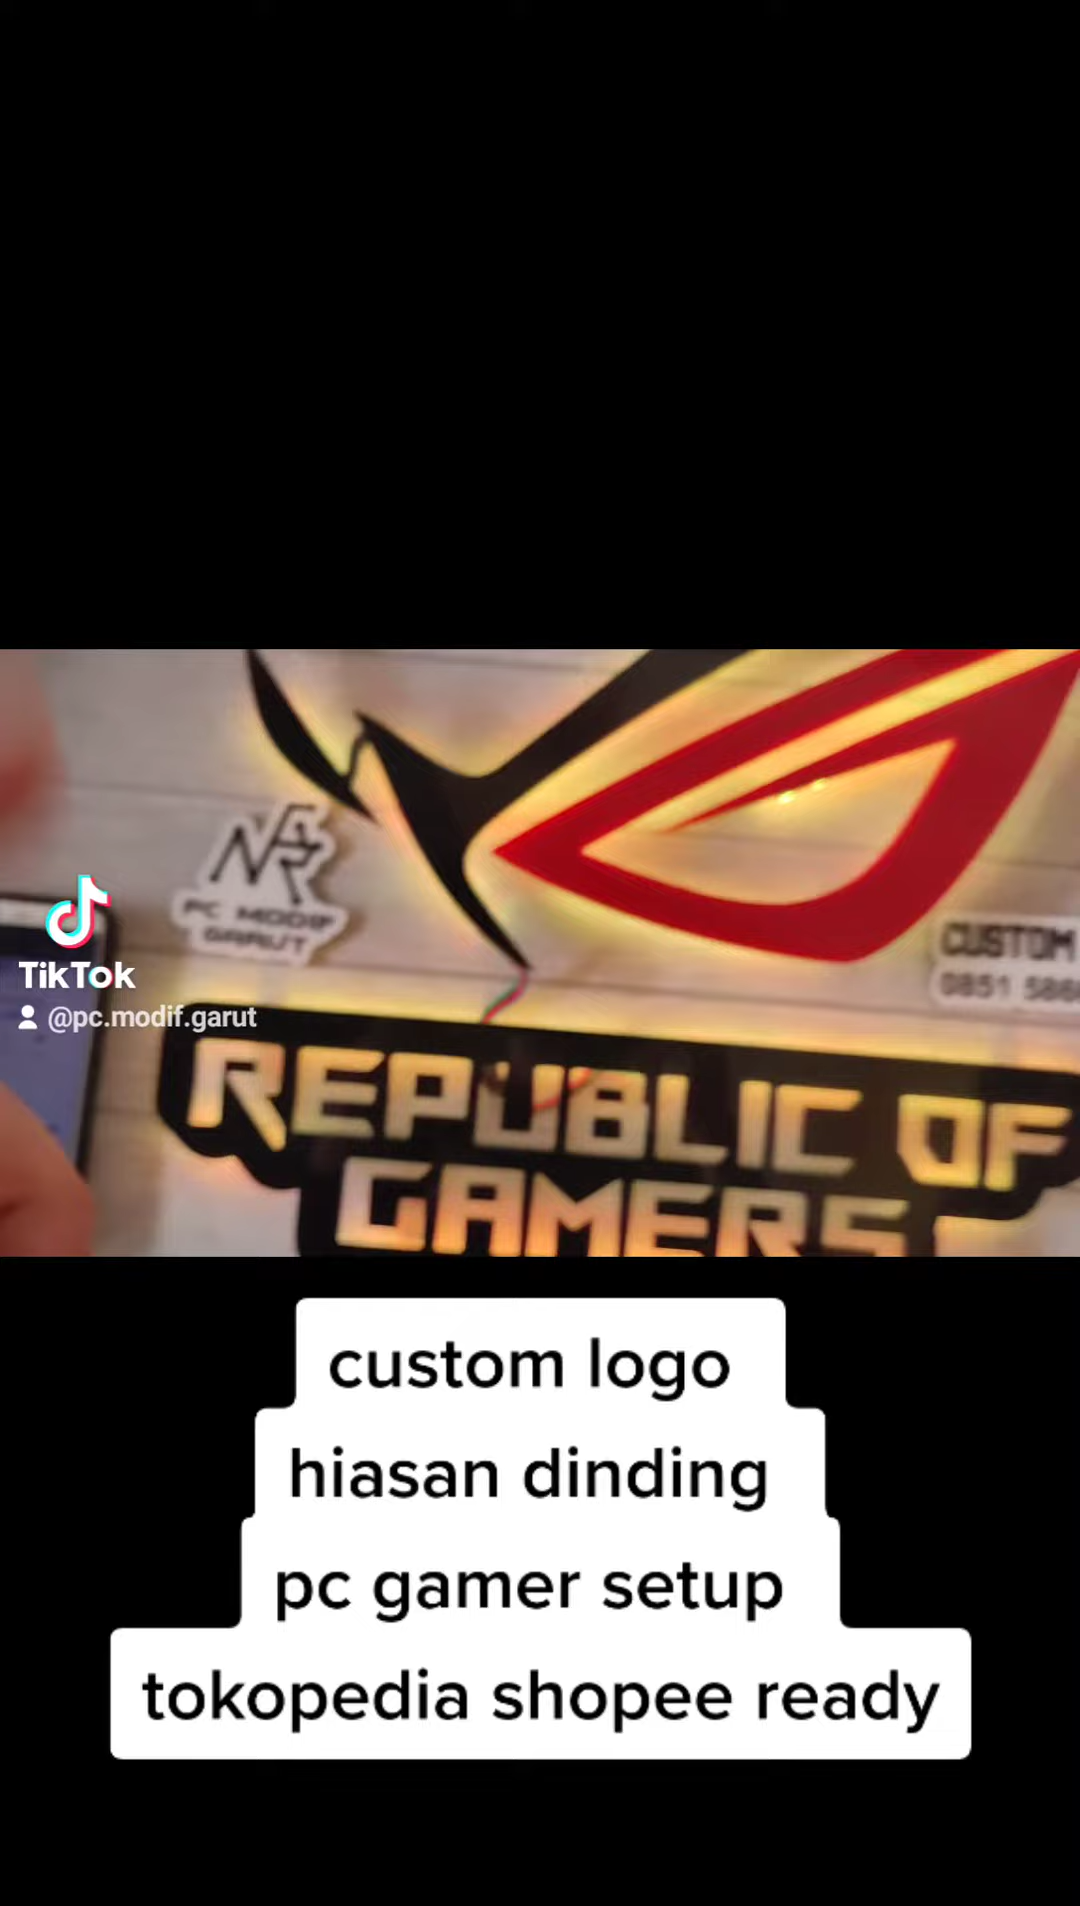 PC MODIF
GARUT
CUSTOM
0851
TikTok
@pc.modif.garut
REPUBLIC OF
GAMERS
custom logo
hiasan dinding
pc gamer setup
tokopedia shopee ready